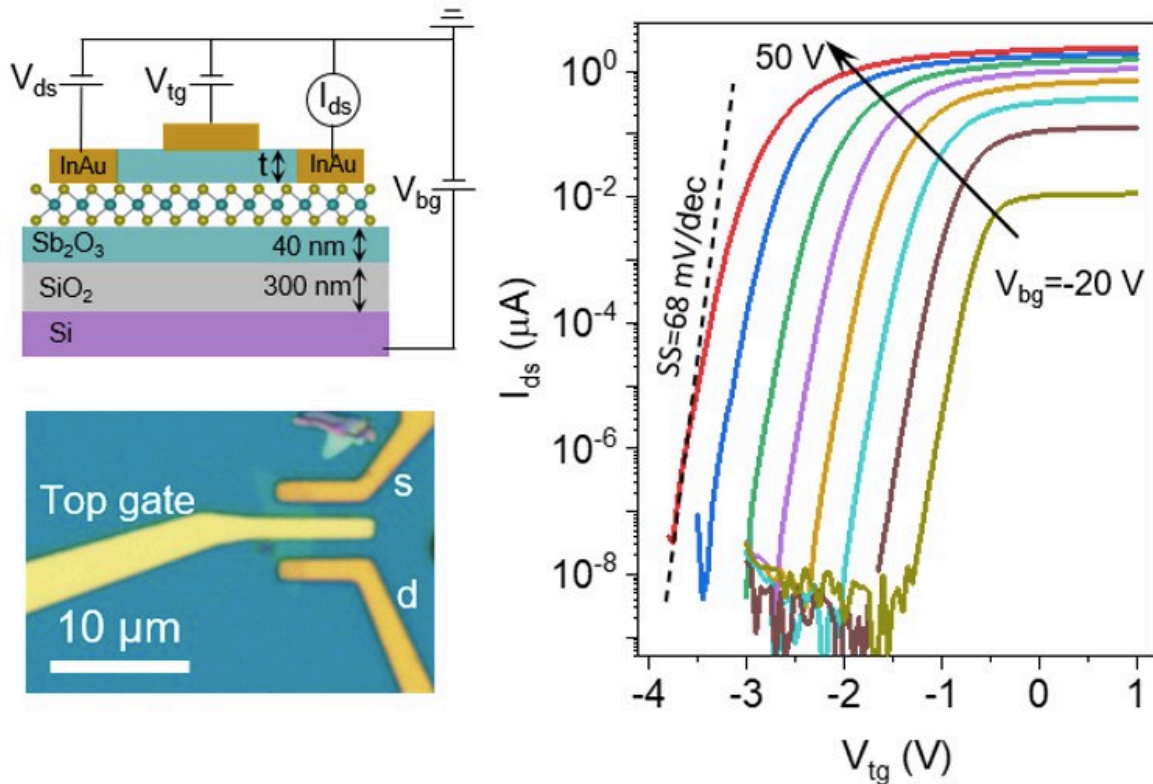 V_ds
V_tg
I_ds
InAu
t
InAu
V_bg
Sb₂O₃
40 nm
SiO₂
300 nm
Si
Top gate
s
d
10 µm
I_ds (µA)
10⁰
10⁻²
10⁻⁴
10⁻⁶
10⁻⁸
50 V
SS=68 mV/dec
V_bg=-20 V
-4 -3 -2 -1 0 1
V_tg (V)